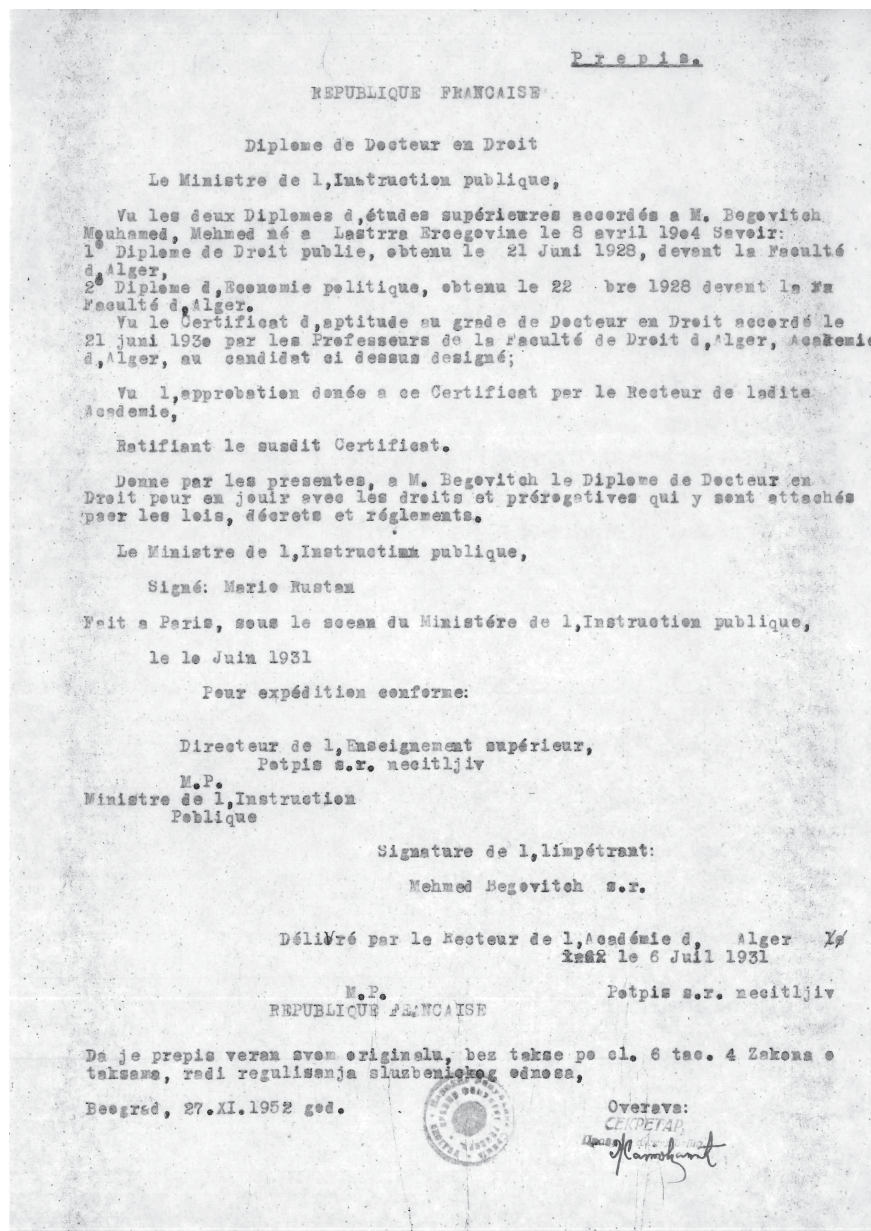 Prepis.
REPUBLIQUE FRANCAISE
Diplome de Docteur en Droit
Le Ministre de l,Instruction publique,
Vu les deux Diplomes d,études supérieures accordés a M. Begovitch
Mouhamed, Mehmed né a Lastrra Ercegovine le 8 avril 19o4 Savoir:
1° Diplome de Droit publie, obtenu le 21 Juni 1928, devant la Faculté
d,Alger,
2° Diplome d,Economie politique, obtenu le 22 bre 1928 devant la Fa
Faculté d,Alger.
Vu le Certificat d,aptitude au grade de Docteur en Droit accordé le
21 juni 193o par les Professeurs de la Faculté de Droit d,Alger, Academie
d,Alger, au candidat ci dessus designé;
Vu l,approbation donée a ce Certificat par le Recteur de ladite
Academie,
Ratifiant le susdit Certificat.
Donne par les presentes, a M. Begovitch le Diplome de Docteur en
Droit pour en jouir avec les droits et prérogatives qui y sont attachés
paer les lois, décrets et réglements.
Le Ministre de l,Instruction publique,
Signé: Mario Rustan
Fait a Paris, sous le scean du Ministére de l,Instruction publique,
le 1o Juin 1931
Pour expédition conforme:
Directeur de l,Enseignement supérieur,
Potpis s.r. necitljiv
M.P.
Ministre de l,Instruction
Poblique
Signature de l,limpétrant:
Mehmed Begovitch s.r.
Délivré par le Recteur de l,Académie d, Alger
le 6 Juil 1931
M.P. Potpis s.r. necitljiv
REPUBLIQUE FRANCAISE
Da je prepis veran svom originalu, bez takse po cl. 6 tac. 4 Zakona o
taksama, radi regulisanja sluzbenickog odnosa,
Beograd, 27.XI.1952 god. Overava:
СЕКРЕТАР,